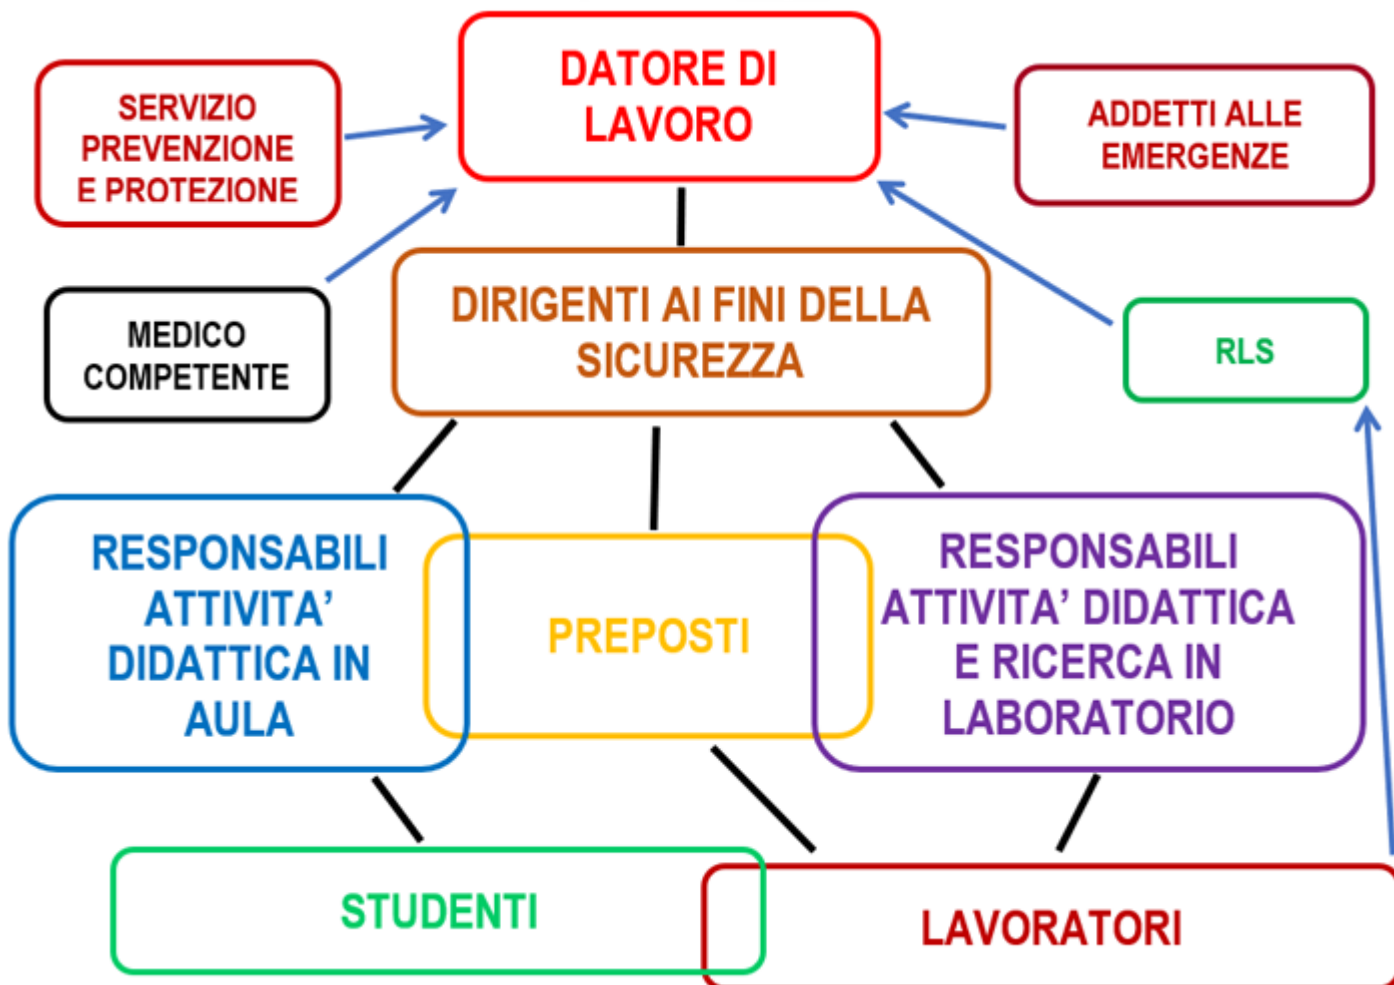 DATORE DI
LAVORO
SERVIZIO
PREVENZIONE
E PROTEZIONE
ADDETTI ALLE
EMERGENZE
DIRIGENTI AI FINI DELLA
SICUREZZA
MEDICO
COMPETENTE
RLS
RESPONSABILI
ATTIVITA’
DIDATTICA IN
AULA
PREPOSTI
RESPONSABILI
ATTIVITA’ DIDATTICA
E RICERCA IN
LABORATORIO
STUDENTI
LAVORATORI